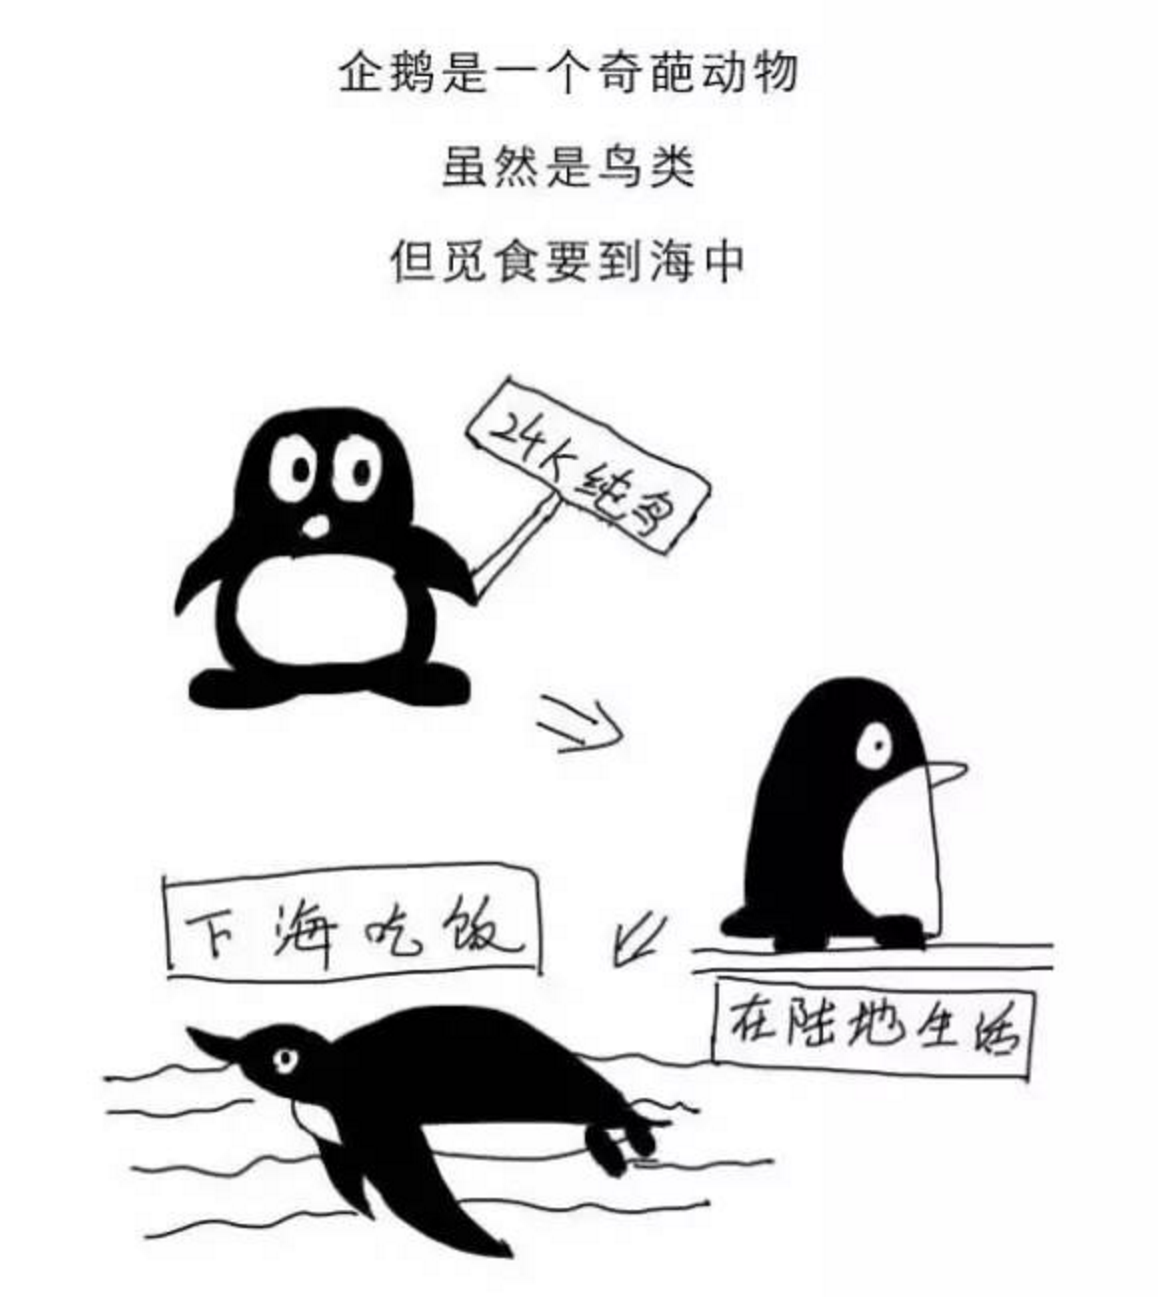 企鹅是一个奇葩动物
虽然是鸟类
但觅食要到海中
24K纯鸟
在陆地生活
下海吃饭